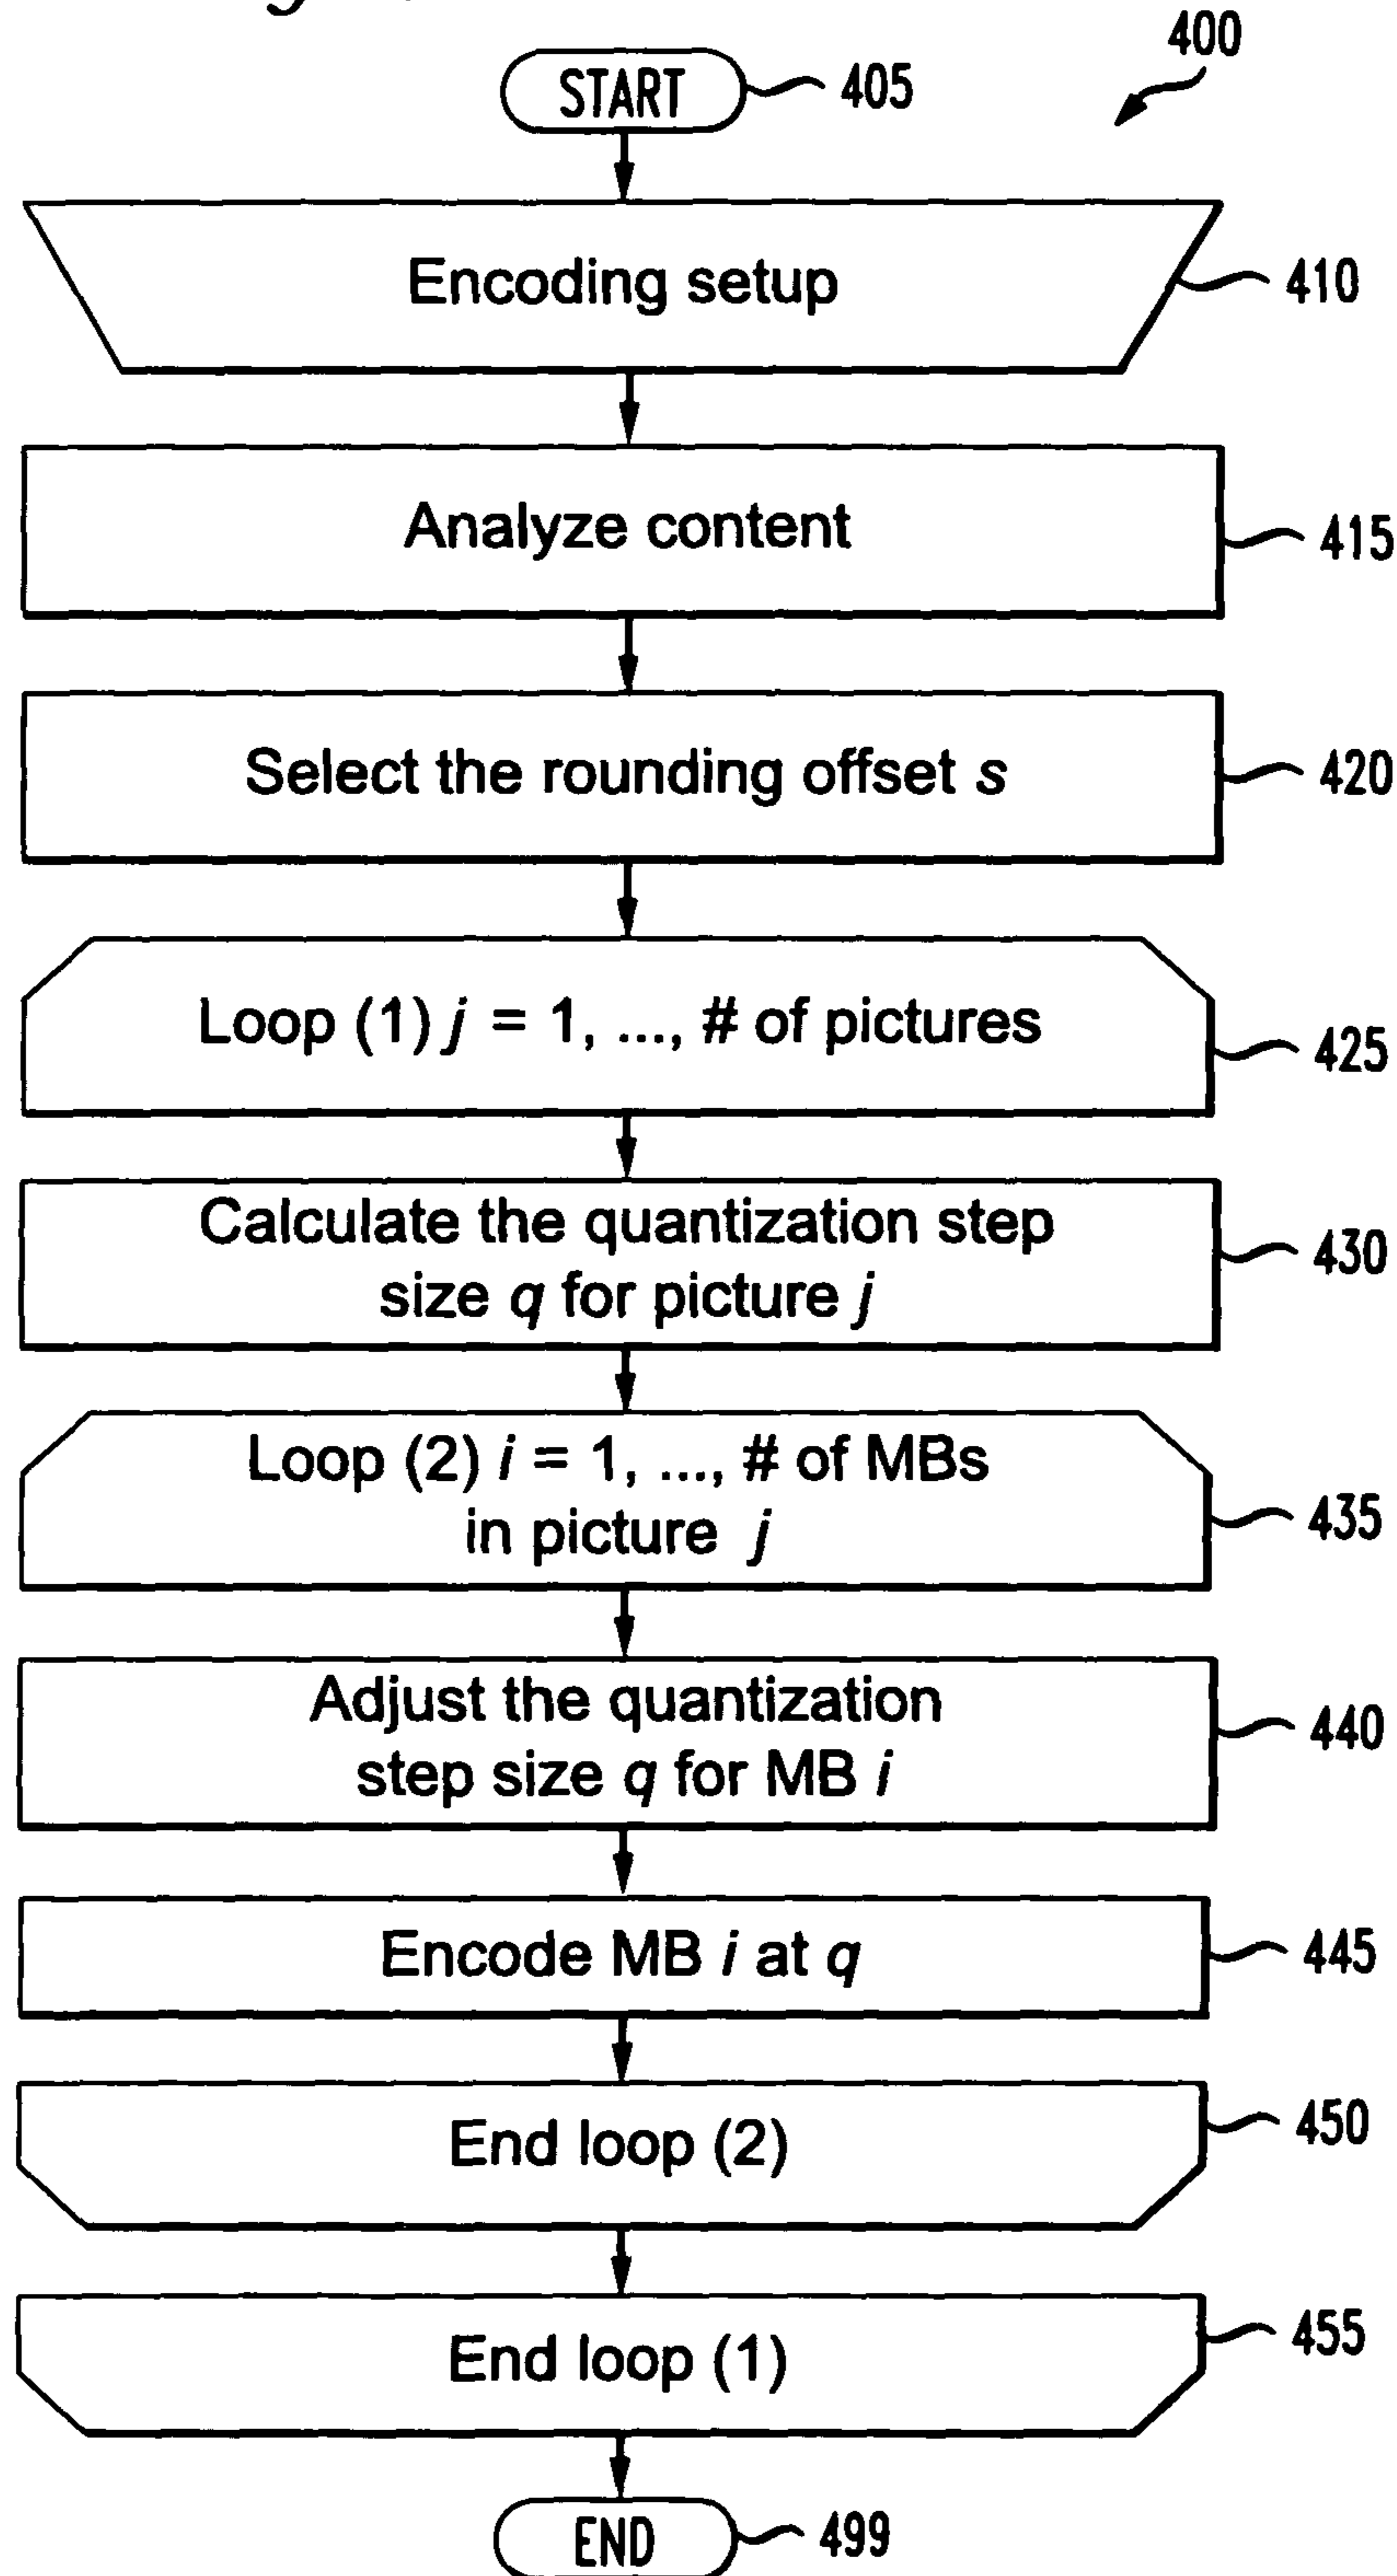 400
START 405
Encoding setup 410
Analyze content 415
Select the rounding offset s 420
Loop (1) j = 1, ..., # of pictures 425
Calculate the quantization step
size q for picture j 430
Loop (2) i = 1, ..., # of MBs
in picture j 435
Adjust the quantization
step size q for MB i 440
Encode MB i at q 445
End loop (2) 450
End loop (1) 455
END 499